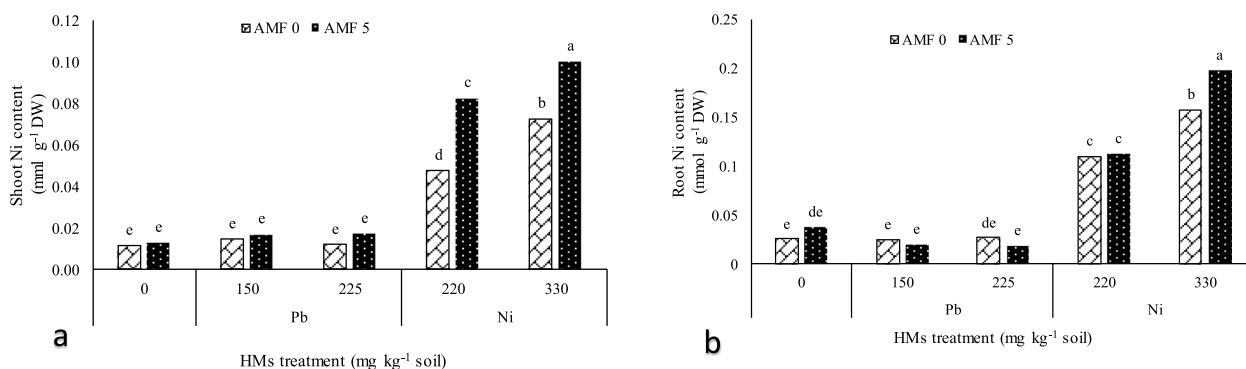 0.12
0.10
0.08
0.06
0.04
0.02
0.00
Shoot Ni content
(mml g-1 DW)
AMF 0 AMF 5
e e e e e e d c b a
0 150 225 220 330
Pb Ni
HMs treatment (mg kg-1 soil)
a
0.25
0.2
0.15
0.1
0.05
0
Root Ni content
(mmol g-1 DW)
AMF 0 AMF 5
e de e e de e c c b a
0 150 225 220 330
Pb Ni
HMs treatment (mg kg-1 soil)
b